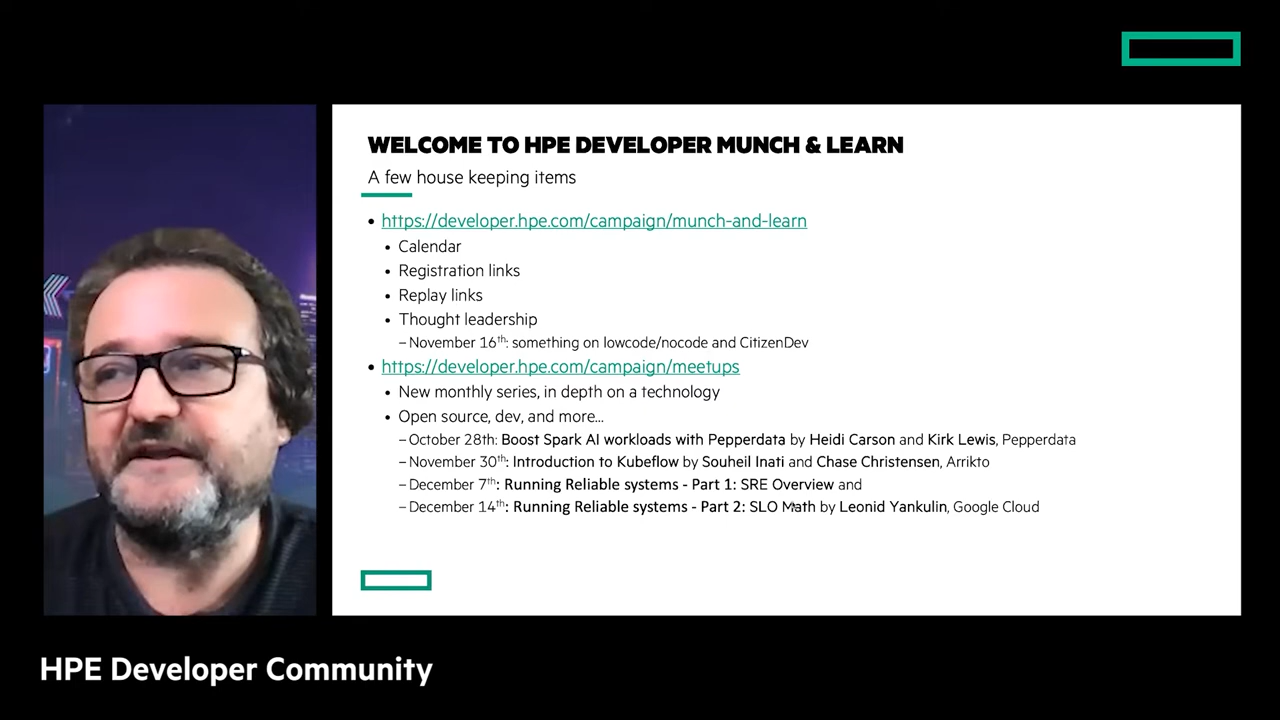 WELCOME TO HPE DEVELOPER MUNCH & LEARN
A few house keeping items
• https://developer.hpe.com/campaign/munch-and-learn
• Calendar
• Registration links
• Replay links
• Thought leadership
– November 16th: something on lowcode/nocode and CitizenDev
• https://developer.hpe.com/campaign/meetups
• New monthly series, in depth on a technology
• Open source, dev, and more...
– October 28th: Boost Spark AI workloads with Pepperdata by Heidi Carson and Kirk Lewis, Pepperdata
– November 30th: Introduction to Kubeflow by Souheil Inati and Chase Christensen, Arrikto
– December 7th: Running Reliable systems - Part 1: SRE Overview and
– December 14th: Running Reliable systems - Part 2: SLO Math by Leonid Yankulin, Google Cloud
HPE Developer Community